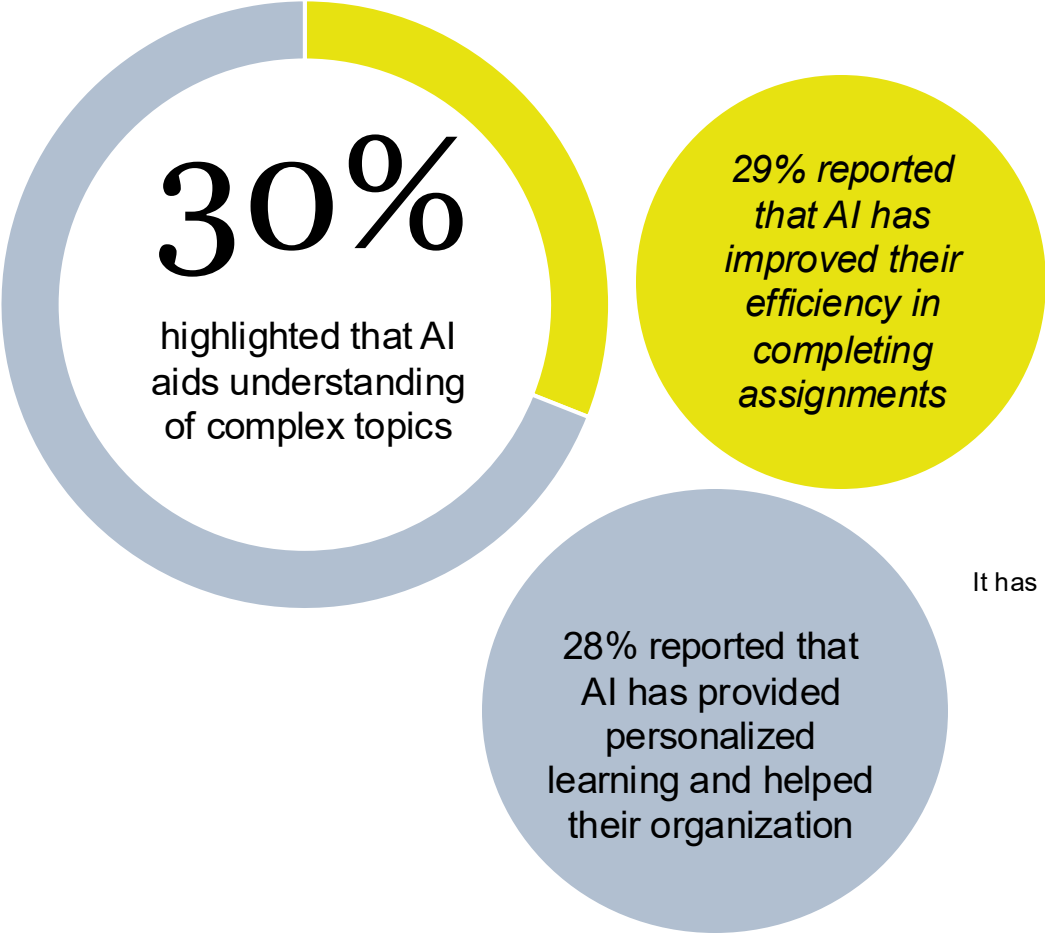 30%
highlighted that AI
aids understanding
of complex topics
29% reported
that AI has
improved their
efficiency in
completing
assignments
It has
28% reported that
AI has provided
personalized
learning and helped
their organization